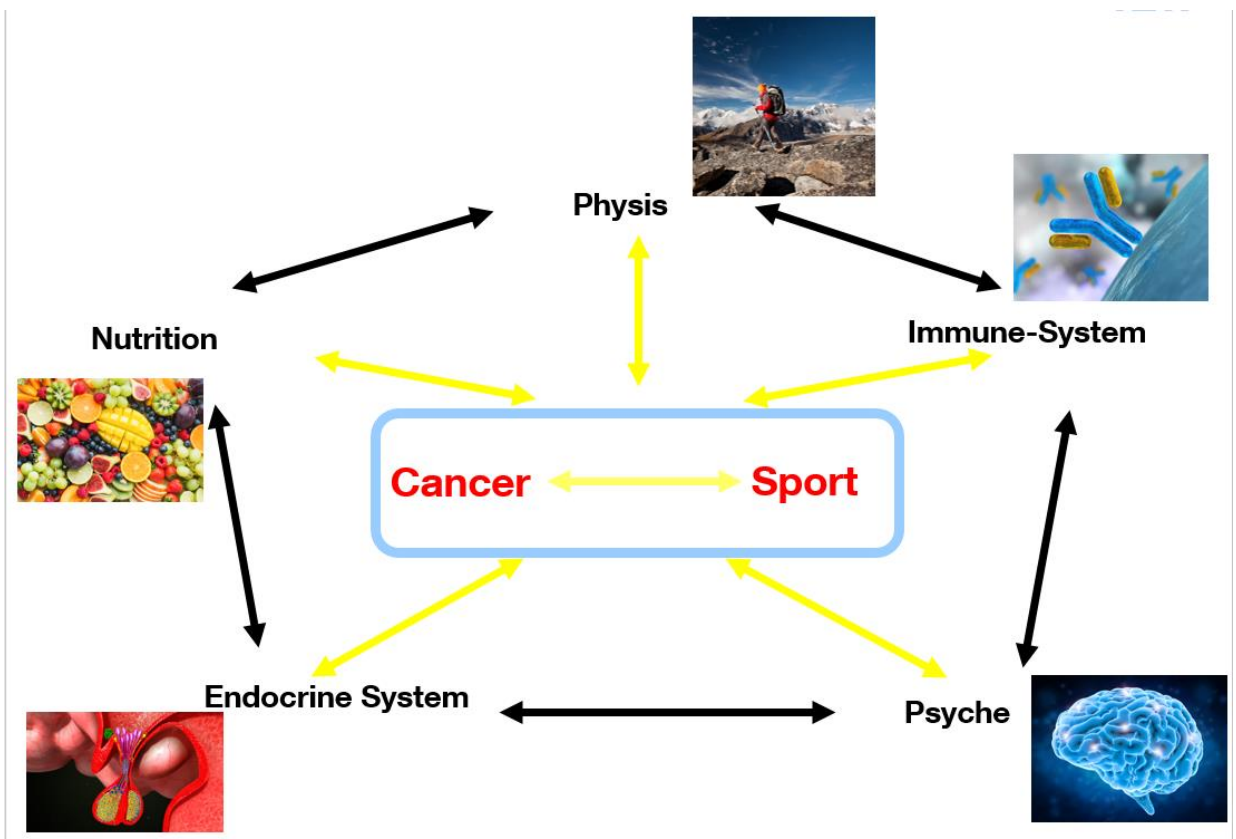 Physis
Immune-System
Nutrition
Cancer
Sport
Endocrine System
Psyche